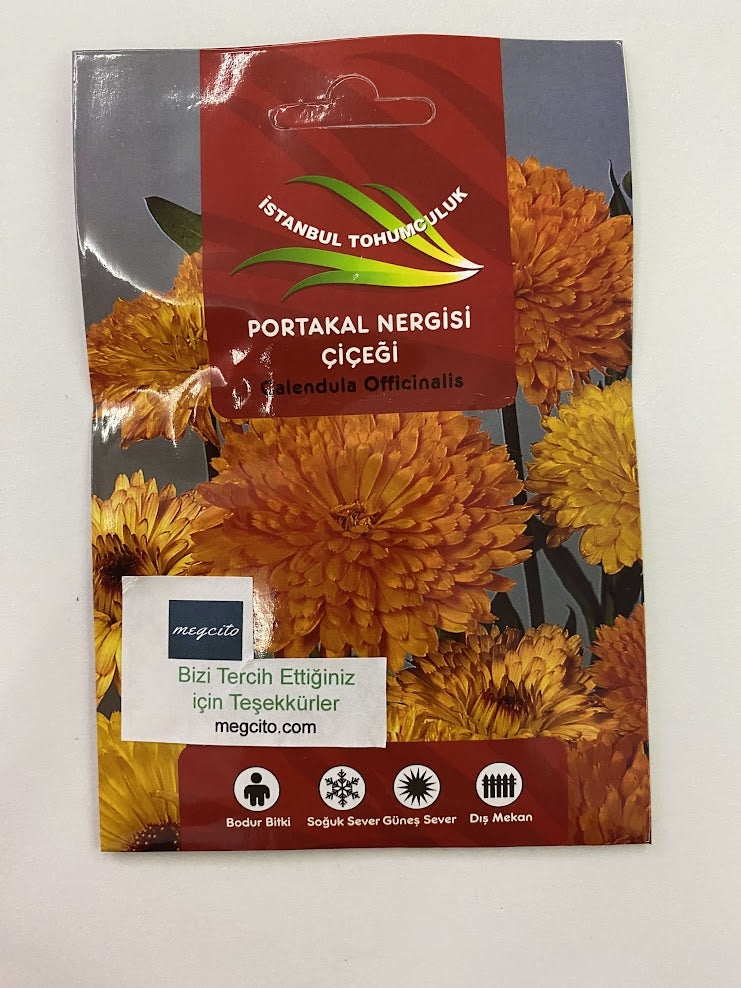 İSTANBUL TOHUMCULUK
PORTAKAL NERGİSİ
ÇİÇEĞİ
Calendula Officinalis
megcito
Bizi Tercih Ettiğiniz
için Teşekkürler
megcito.com
Bodur Bitki
Soğuk Sever
Güneş Sever
Dış Mekan